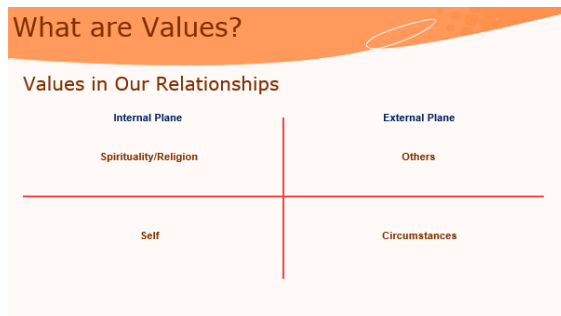 What are Values?
Values in Our Relationships
Internal Plane
External Plane
Spirituality/Religion
Others
Self
Circumstances